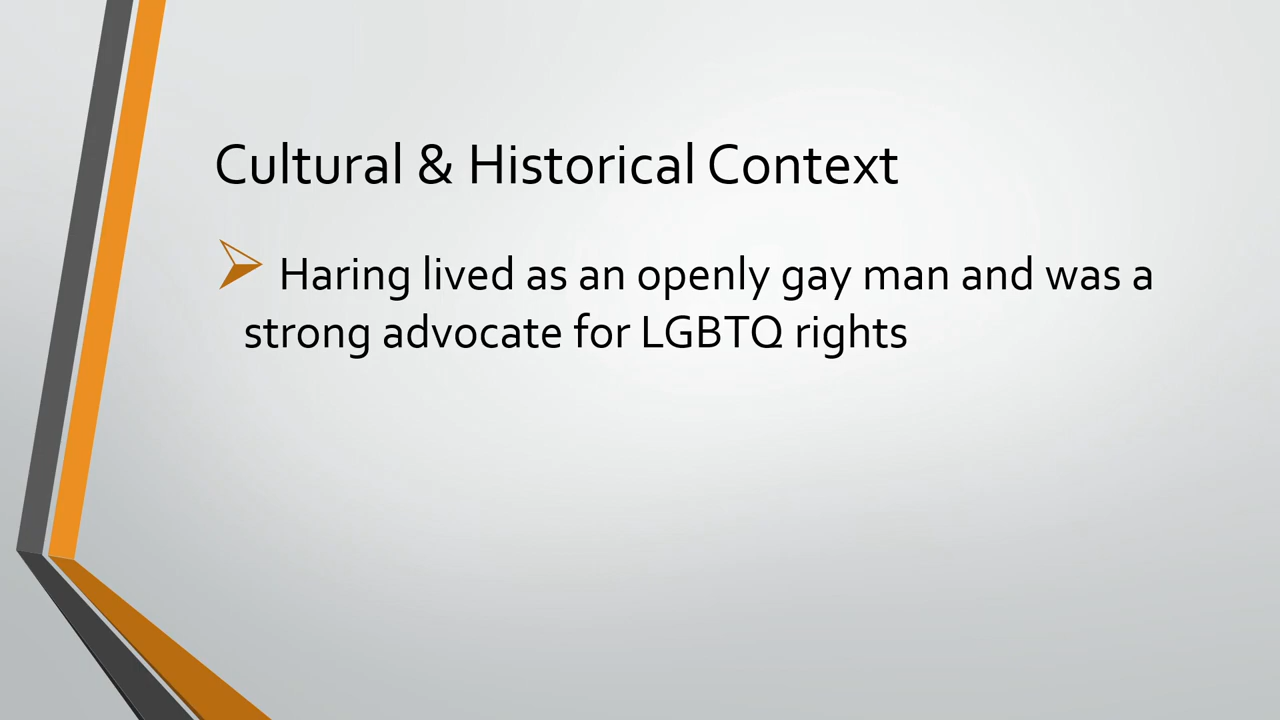 Cultural & Historical Context
Haring lived as an openly gay man and was a
strong advocate for LGBTQ rights